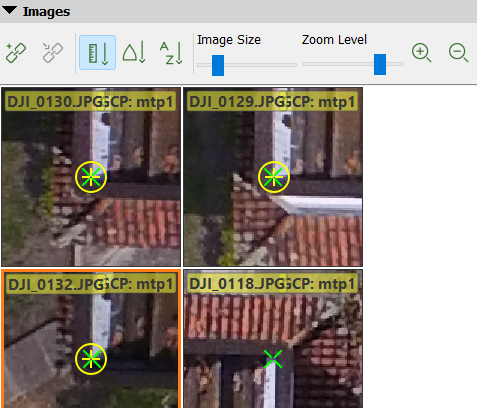 Images
Image Size
Zoom Level
DJI_0130.JPG GCP: mtp1
DJI_0129.JPG GCP: mtp1
DJI_0132.JPG GCP: mtp1
DJI_0118.JPG GCP: mtp1